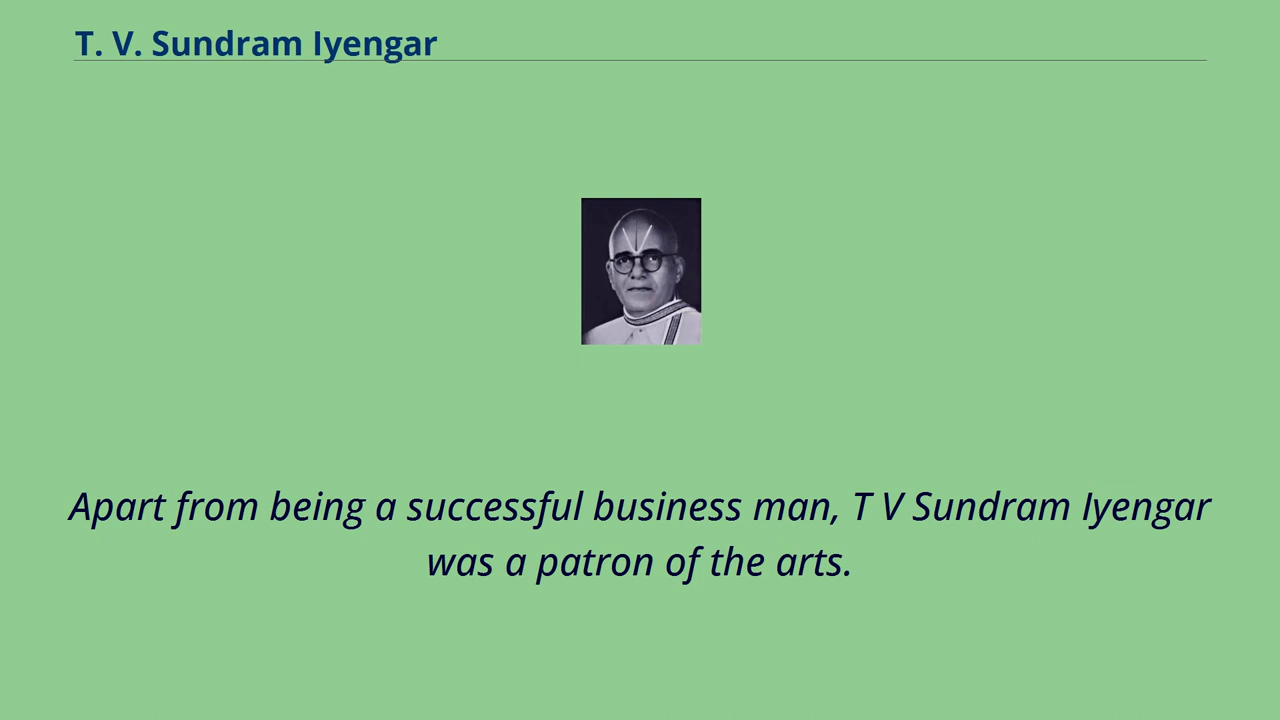 T. V. Sundram Iyengar
Apart from being a successful business man, T V Sundram Iyengar
was a patron of the arts.